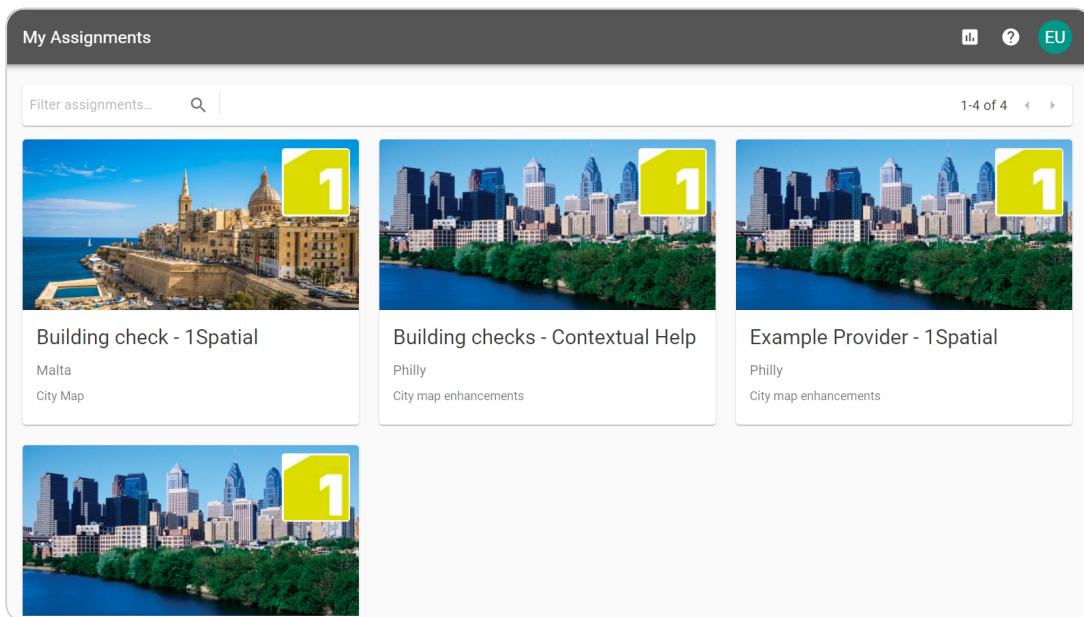 My Assignments
EU
Filter assignments...
1-4 of 4
1
1
1
Building check - 1Spatial
Building checks - Contextual Help
Example Provider - 1Spatial
Malta
Philly
Philly
City Map
City map enhancements
City map enhancements
1